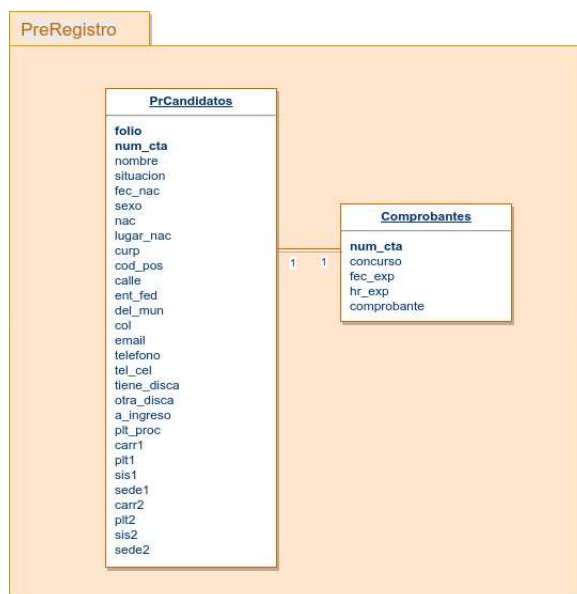 PreRegistro
PrCandidatos
folio
num_cta
nombre
situacion
fec_nac
sexo
nac
lugar_nac
curp
cod_pos
calle
ent_fed
del_mun
col
email
telefono
tel_cel
tiene_disca
otra_disca
a_ingreso
plt_proc
carr1
plt1
sis1
sede1
carr2
plt2
sis2
sede2
1
1
Comprobantes
num_cta
concurso
fec_exp
hr_exp
comprobante